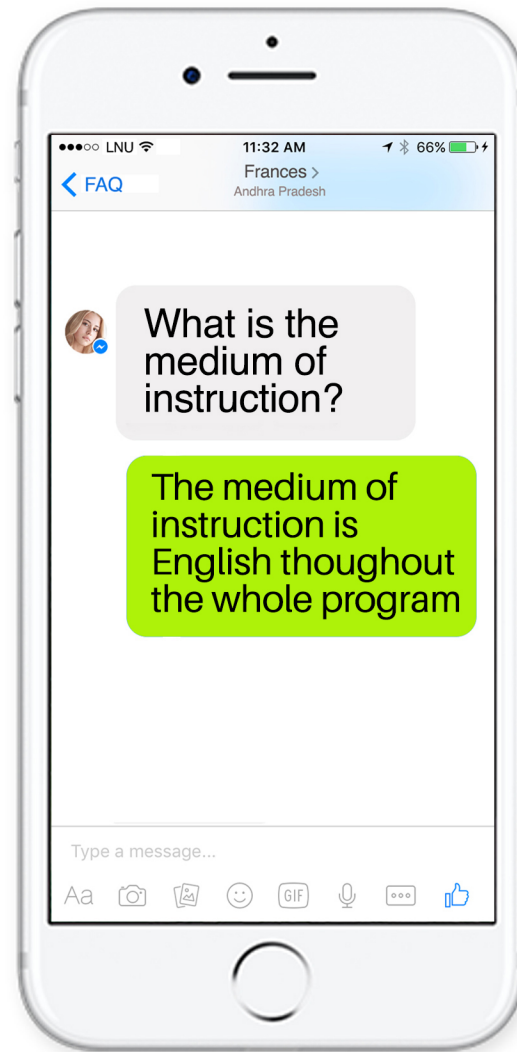 LNU 11:32 AM 66%
FAQ Frances >
Andhra Pradesh
What is the
medium of
instruction?
The medium of
instruction is
English thoughout
the whole program
Type a message...
Aa GIF